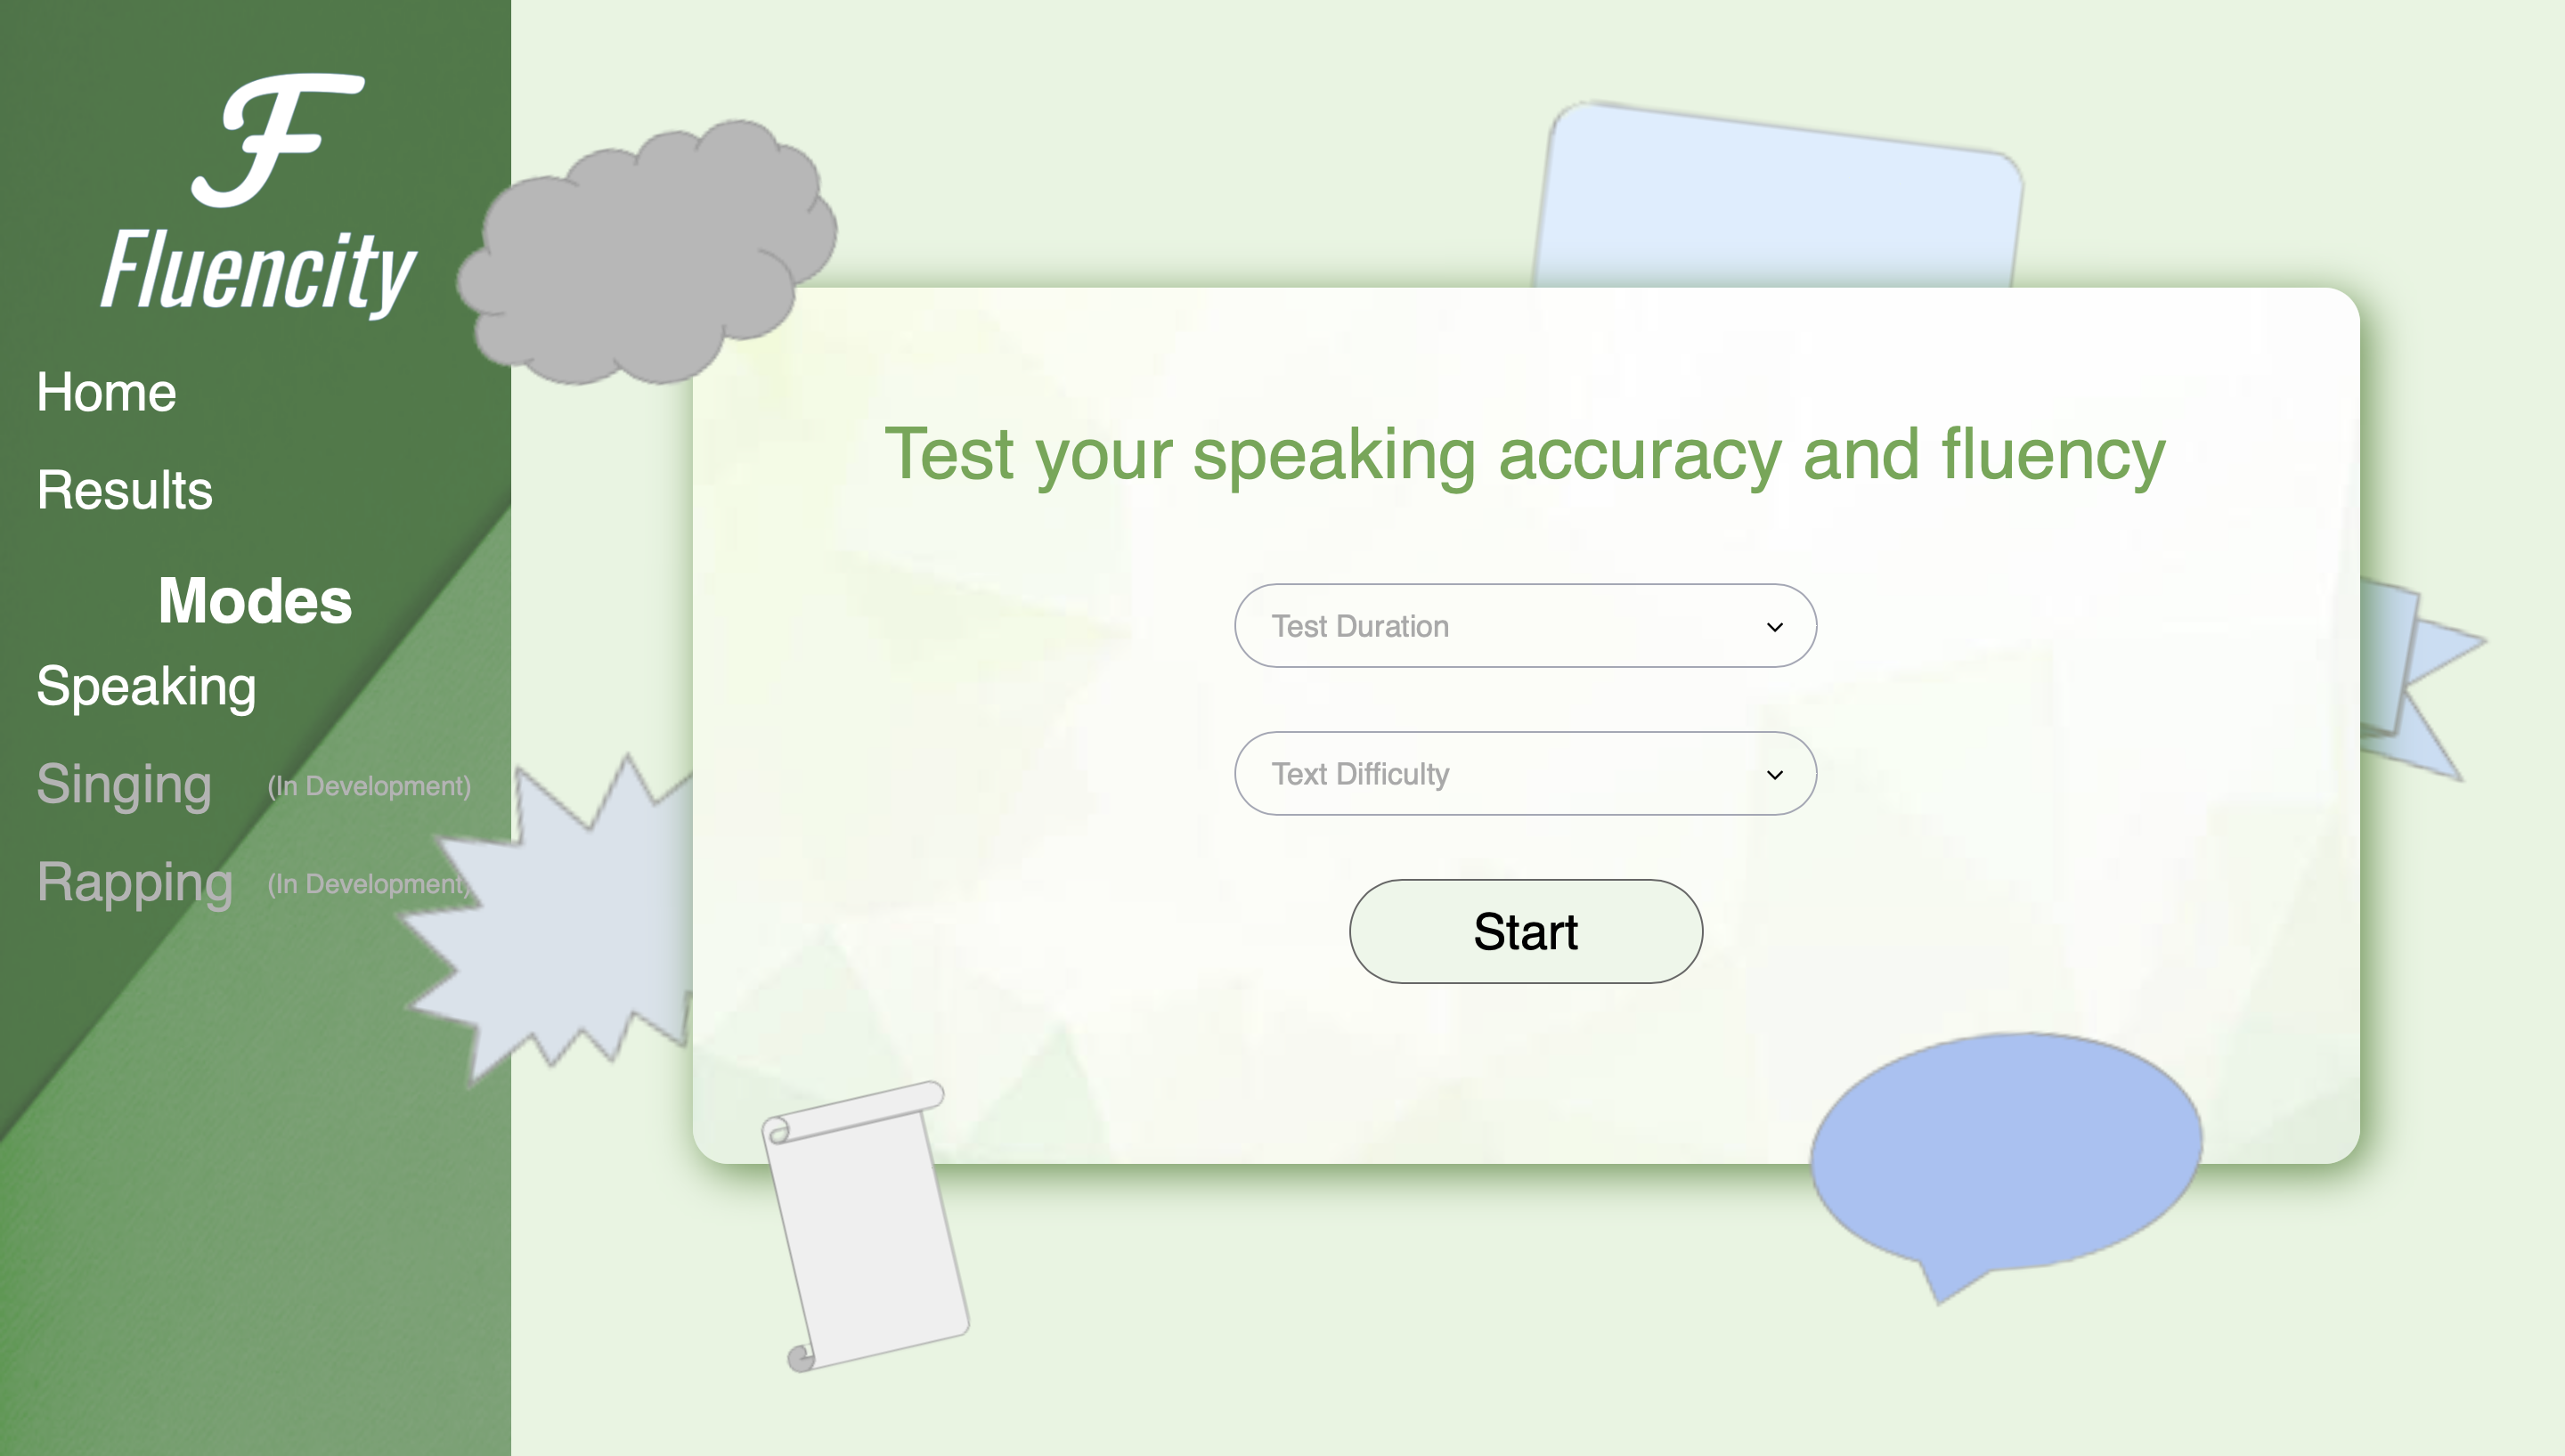 F
Fluencity
Home
Results
Modes
Speaking
Singing (In Development)
Rapping (In Development)
Test your speaking accuracy and fluency
Test Duration
Text Difficulty
Start